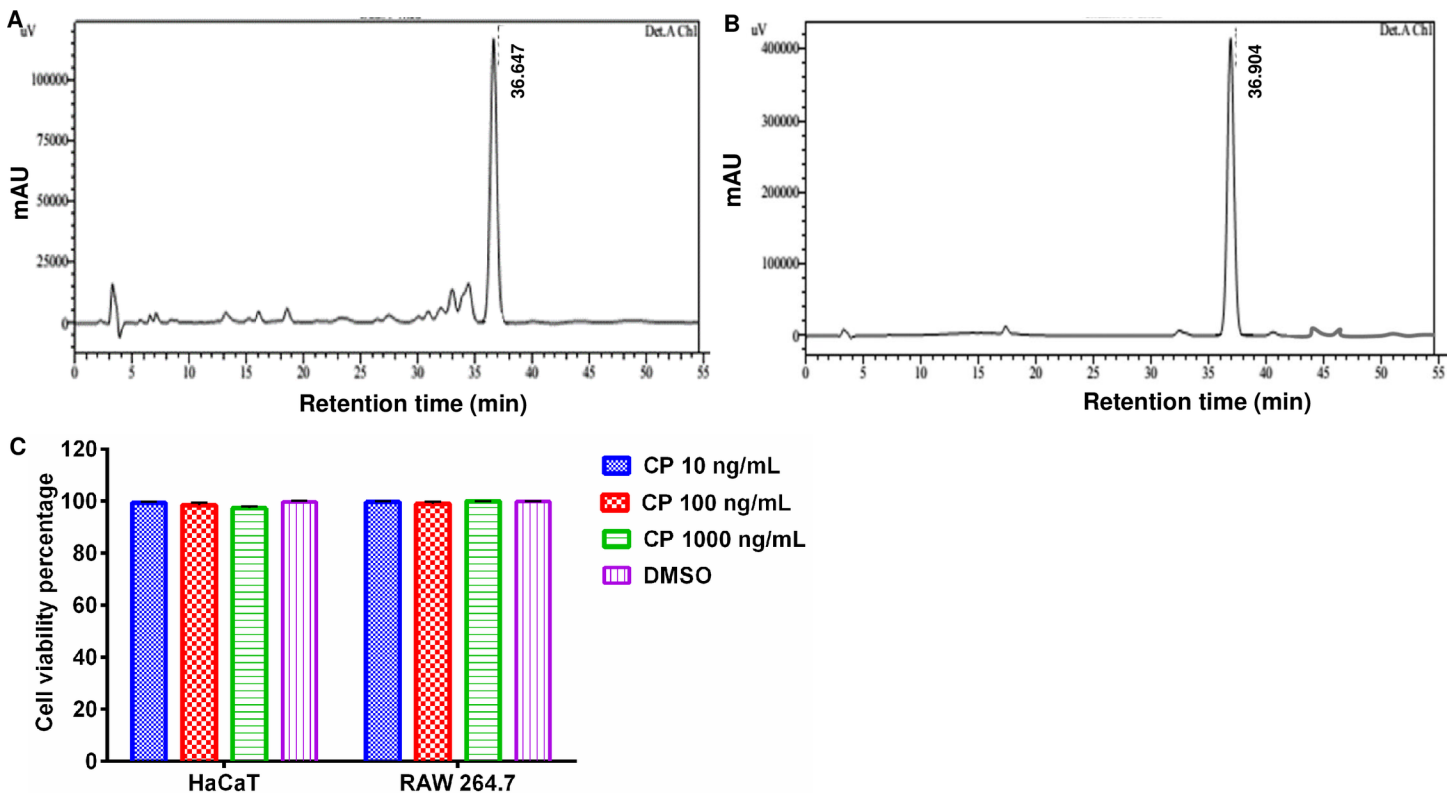 A
uV
Det.A Ch1
36.647
100000
75000
50000
25000
0
mAU
0 5 10 15 20 25 30 35 40 45 50 55
Retention time (min)
B
uV
Det.A Ch1
36.904
400000
300000
200000
100000
0
mAU
0 5 10 15 20 25 30 35 40 45 50 55
Retention time (min)
C
Cell viability percentage
120
100
80
60
40
20
0
HaCaT RAW 264.7
CP 10 ng/mL
CP 100 ng/mL
CP 1000 ng/mL
DMSO